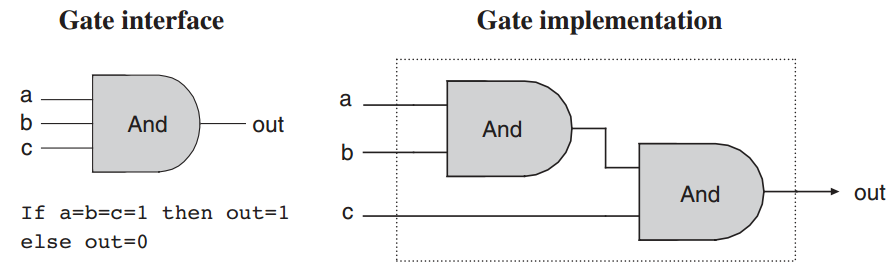 Gate interface
a
b
c
And
out
If a=b=c=1 then out=1
else out=0
Gate implementation
a
b
c
And
And
out